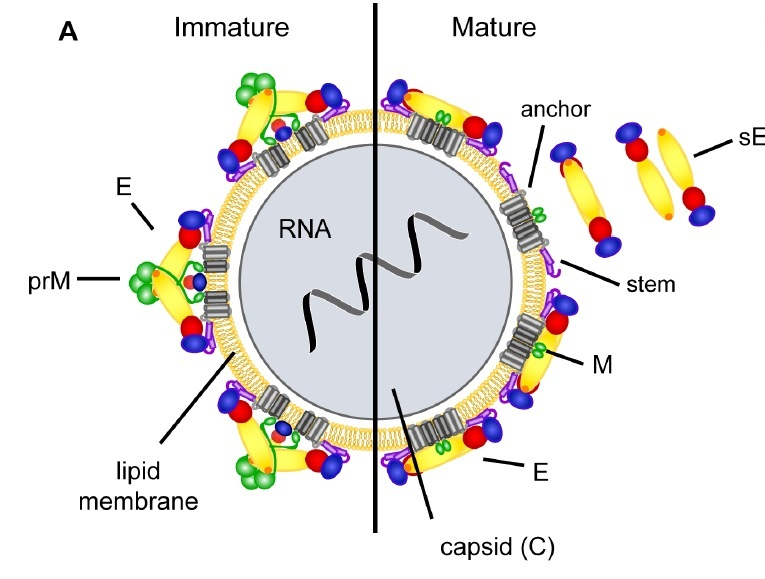 A
Immature
Mature
anchor
sE
E
RNA
prM
stem
M
lipid
membrane
E
capsid (C)